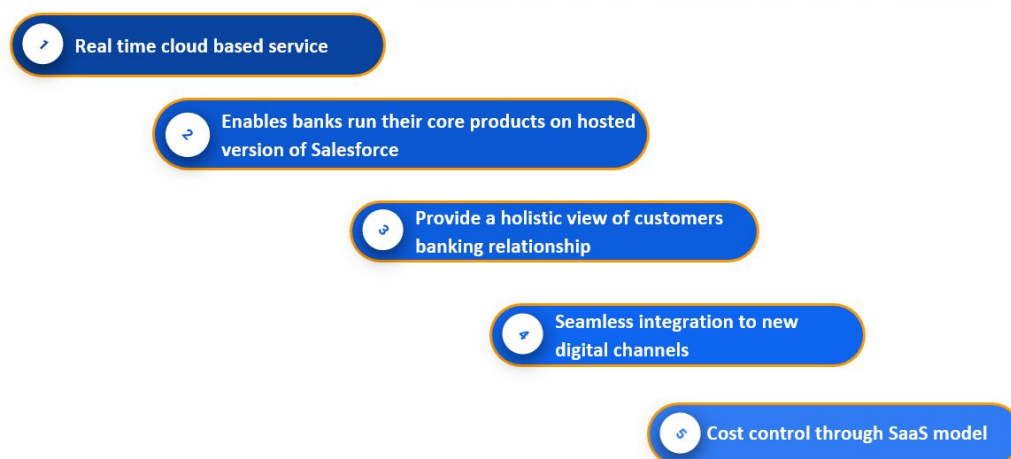 1 Real time cloud based service
2 Enables banks run their core products on hosted
version of Salesforce
3 Provide a holistic view of customers
banking relationship
4 Seamless integration to new
digital channels
5 Cost control through SaaS model